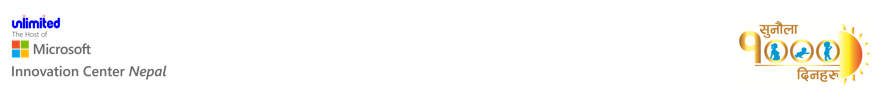 unlimited
The Host of
Microsoft
Innovation Center Nepal
सुनौला
१०००
दिनहरू